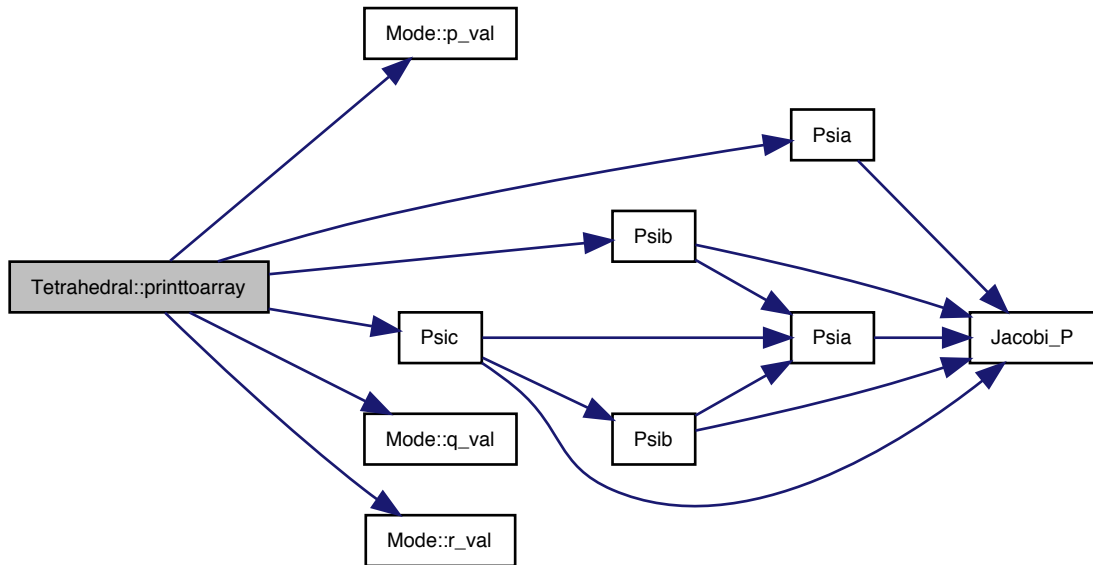 Mode::p_val
Psia
Psib
Tetrahedral::printtoarray
Psic
Psia
Jacobi_P
Mode::q_val
Psib
Mode::r_val